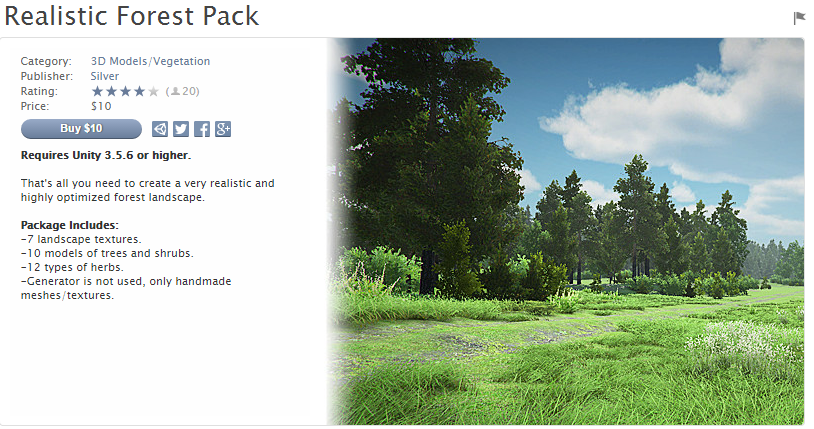 Realistic Forest Pack
Category: 3D Models/Vegetation
Publisher: Silver
Rating: ★★★★★ (20)
Price: $10
Buy $10
Requires Unity 3.5.6 or higher.
That's all you need to create a very realistic and
highly optimized forest landscape.
Package Includes:
-7 landscape textures.
-10 models of trees and shrubs.
-12 types of herbs.
-Generator is not used, only handmade
meshes/textures.